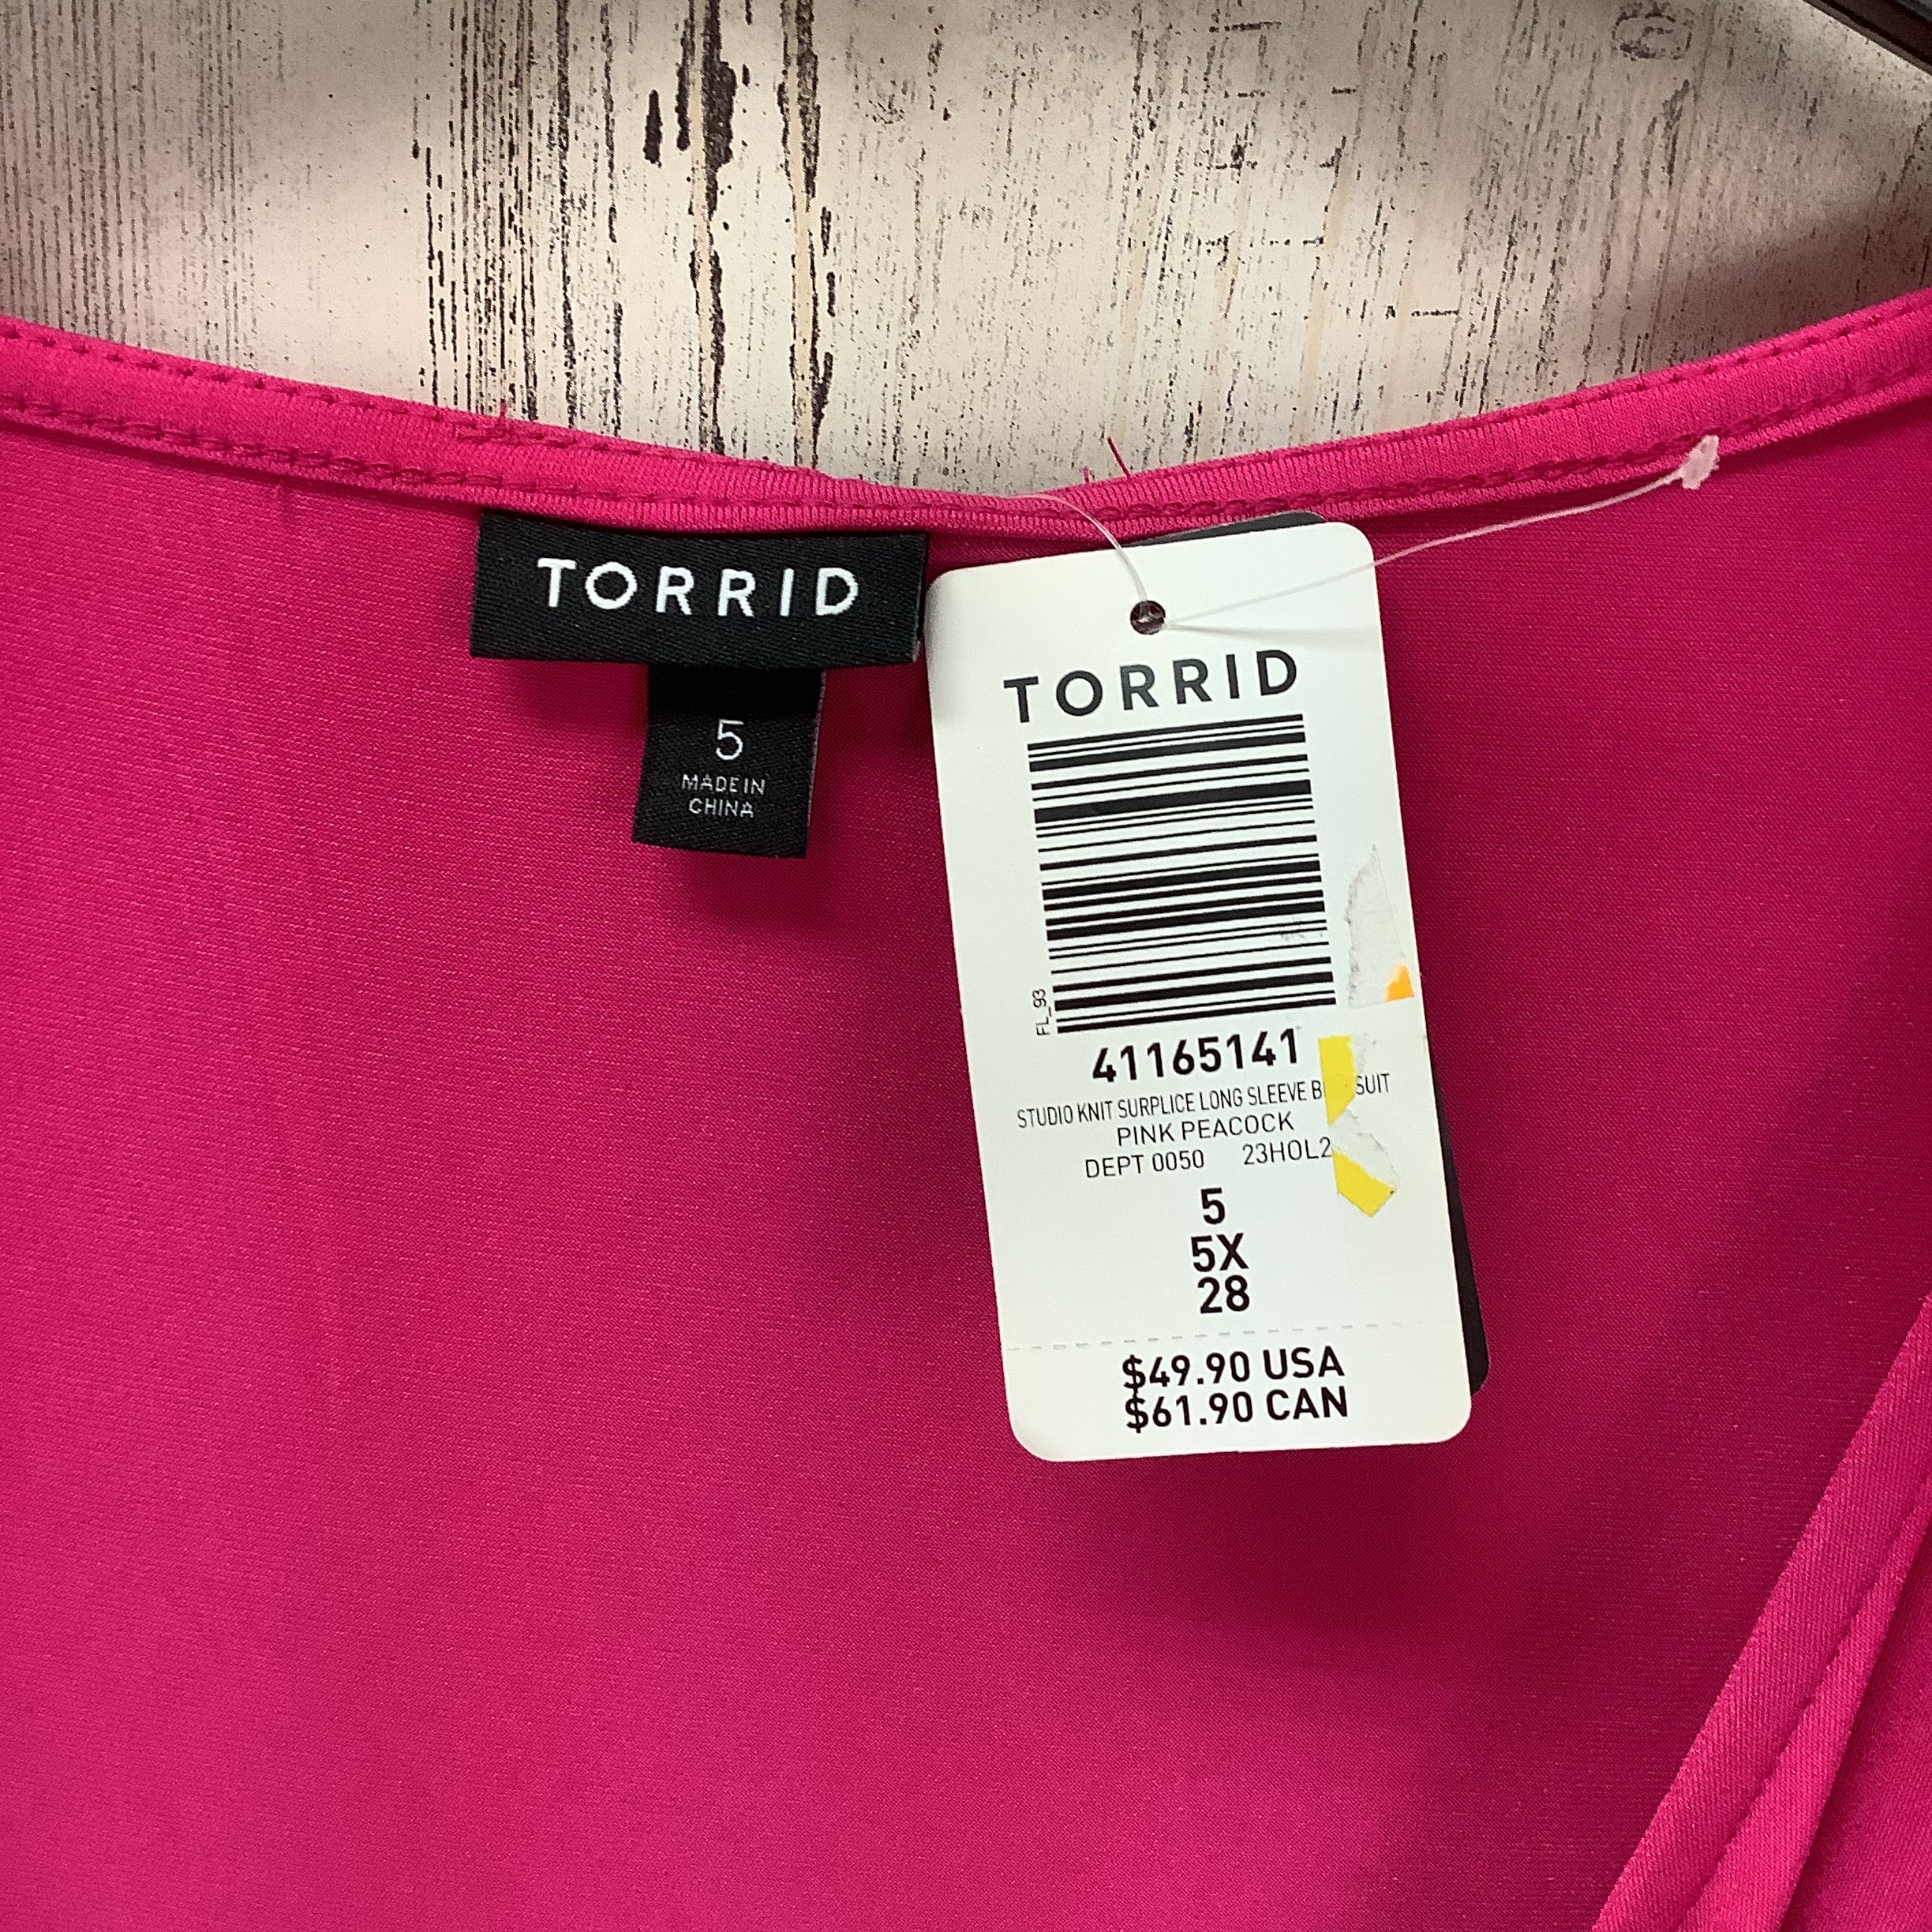 TORRID
5
MADE IN
CHINA
TORRID
FL_93
41165141
STUDIO KNIT SURPLICE LONG SLEEVE
PINK PEACOCK
DEPT 0050 23HOL2
5
5X
28
$49.90 USA
$61.90 CAN